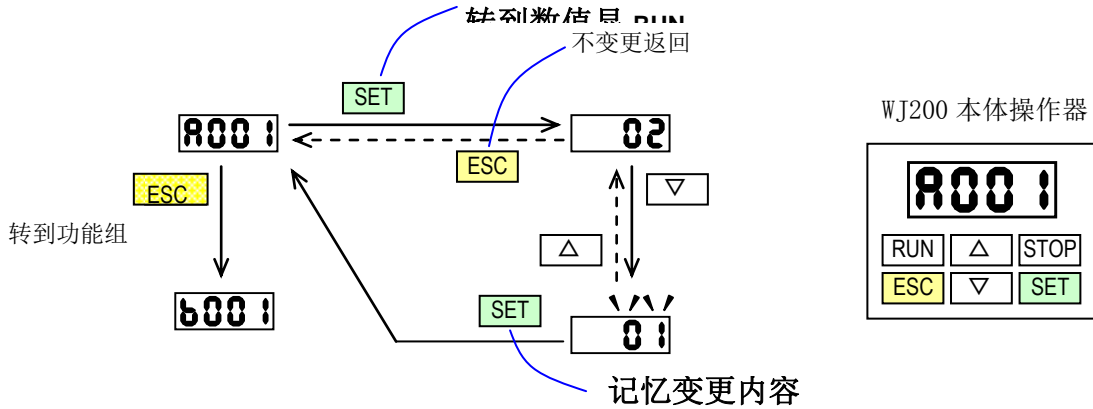 转到数值显 RUN
不变更返回
SET
A001
02
ESC
ESC
▽
转到功能组
△
b001
SET
01
记忆变更内容
WJ200 本体操作器
A001
RUN △ STOP
ESC ▽ SET